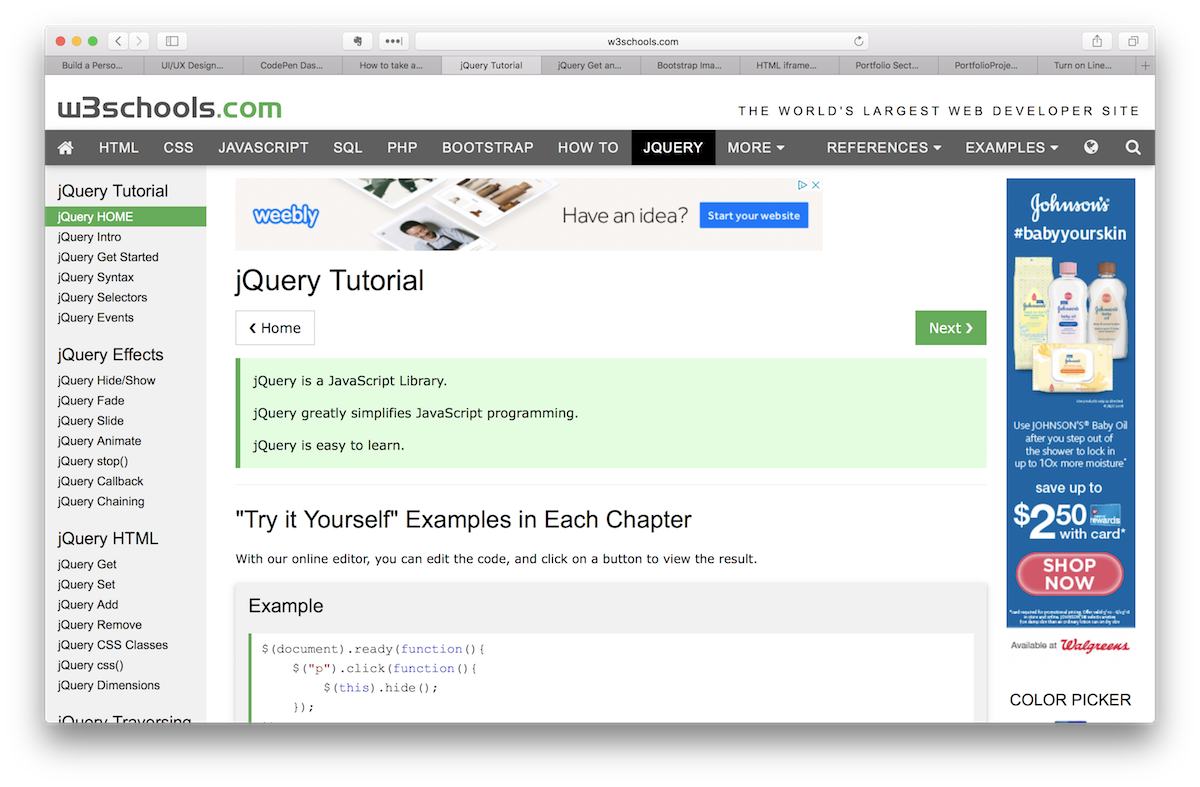 w3schools.com
Build a Perso...
UI/UX Design...
CodePen Das...
How to take a...
jQuery Tutorial
jQuery Get an...
Bootstrap Ima...
HTML iframe...
Portfolio Sect...
PortfolioProje...
Turn on Line...
w3schools.com
THE WORLD'S LARGEST WEB DEVELOPER SITE
HTML
CSS
JAVASCRIPT
SQL
PHP
BOOTSTRAP
HOW TO
JQUERY
MORE
REFERENCES
EXAMPLES
jQuery Tutorial
jQuery HOME
jQuery Intro
jQuery Get Started
jQuery Syntax
jQuery Selectors
jQuery Events
jQuery Effects
jQuery Hide/Show
jQuery Fade
jQuery Slide
jQuery Animate
jQuery stop()
jQuery Callback
jQuery Chaining
jQuery HTML
jQuery Get
jQuery Set
jQuery Add
jQuery Remove
jQuery CSS Classes
jQuery css()
jQuery Dimensions
jQuery Traversing
weebly
Have an idea?
Start your website
jQuery Tutorial
❮ Home
Next ❯
jQuery is a JavaScript Library.
jQuery greatly simplifies JavaScript programming.
jQuery is easy to learn.
"Try it Yourself" Examples in Each Chapter
With our online editor, you can edit the code, and click on a button to view the result.
Example
$(document).ready(function(){
$("p").click(function(){
$(this).hide();
});
Johnson's
#babyyourskin
Use JOHNSON'S® Baby Oil
after you step out of
the shower to lock in
up to 10x more moisture*
save up to
$2.50
rewards
with card*
SHOP
NOW
Available at Walgreens
COLOR PICKER